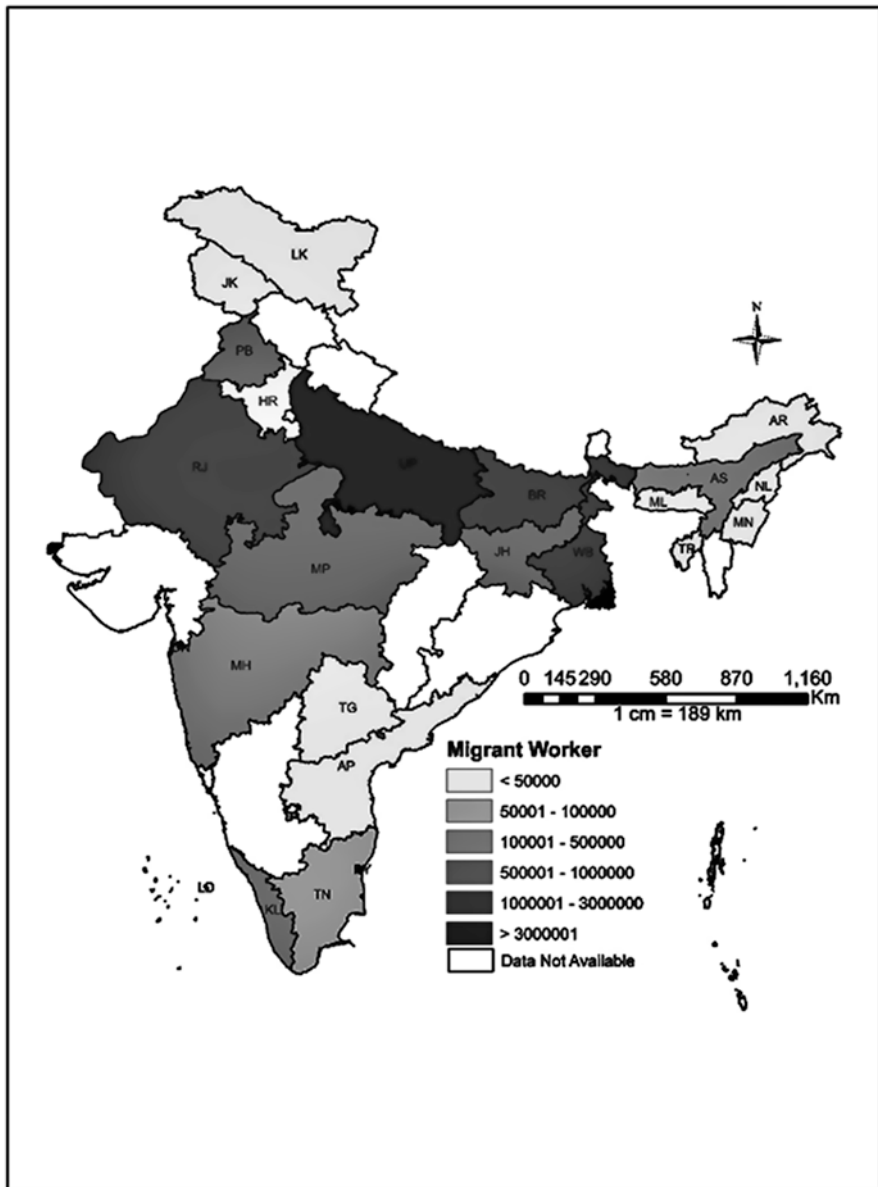 LK
JK
N
PB
HR
AR
RJ
UP
BR
AS
NL
ML
MN
JH
WB
TR
MP
MH
TG
0 145 290 580 870 1,160
Km
1 cm = 189 km
AP
Migrant Worker
< 50000
50001 - 100000
100001 - 500000
500001 - 1000000
1000001 - 3000000
> 3000001
Data Not Available
LD
KL
TN